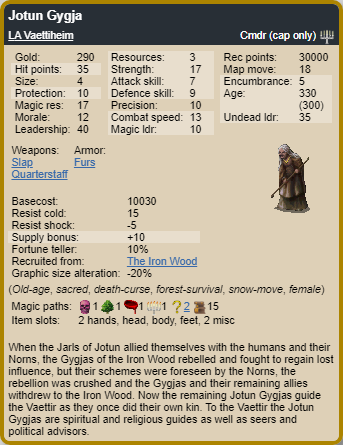 Jotun Gygja
LA Vaettiheim Cmdr (cap only)
Gold: 290 Resources: 3 Rec points: 30000
Hit points: 35 Strength: 17 Map move: 18
Size: 4 Attack skill: 7 Encumbrance: 5
Protection: 10 Defence skill: 9 Age: 330
Magic res: 17 Precision: 10 (300)
Morale: 12 Combat speed: 13 Undead ldr: 35
Leadership: 40 Magic ldr: 10
Weapons: Armor:
Slap Furs
Quarterstaff
Basecost: 10030
Resist cold: 15
Resist shock: -5
Supply bonus: +10
Fortune teller: 10%
Recruited from: The Iron Wood
Graphic size alteration: -20%
(Old-age, sacred, death-curse, forest-survival, snow-move, female)
Magic paths: 1 1 1 1 ?2 15
Item slots: 2 hands, head, body, feet, 2 misc
When the Jarls of Jotun allied themselves with the humans and their
Norns, the Gygjas of the Iron Wood rebelled and fought to regain lost
influence, but their schemes were foreseen by the Norns, the
rebellion was crushed and the Gygjas and their remaining allies
withdrew to the Iron Wood. Now the remaining Jotun Gygjas guide
the Vaettir as they once did their own kin. To the Vaettir the Jotun
Gygjas are spiritual and religious guides as well as seers and
political advisors.